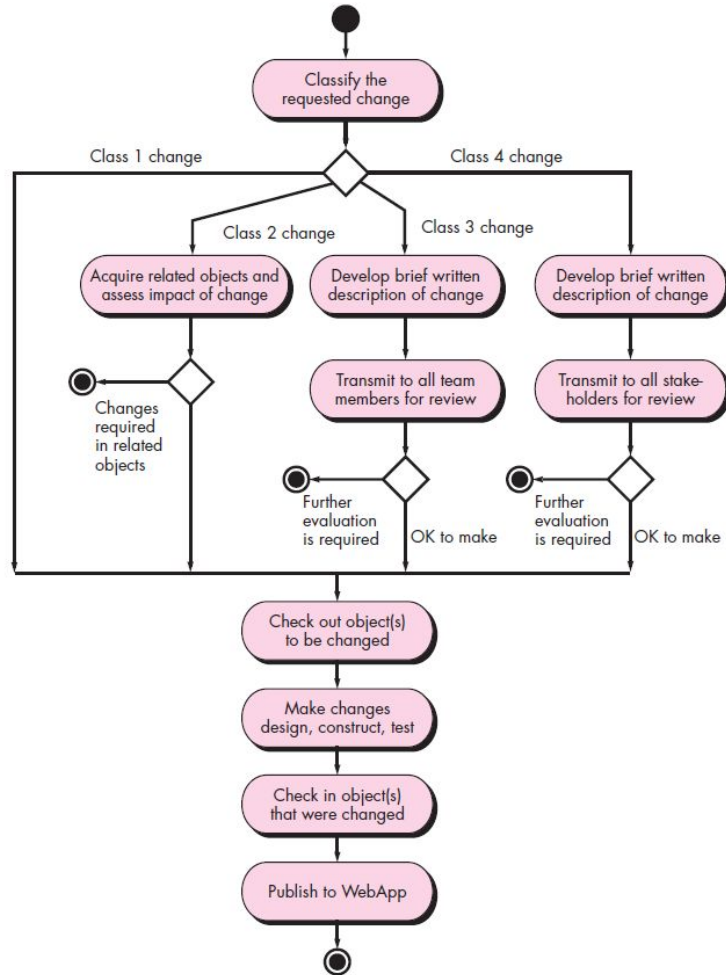 Classify the
requested change
Class 1 change
Class 4 change
Class 2 change
Class 3 change
Acquire related objects and
assess impact of change
Develop brief written
description of change
Develop brief written
description of change
Transmit to all team
members for review
Transmit to all stake-
holders for review
Changes
required
in related
objects
Further
evaluation
is required
OK to make
Further
evaluation
is required
OK to make
Check out object(s)
to be changed
Make changes
design, construct, test
Check in object(s)
that were changed
Publish to WebApp